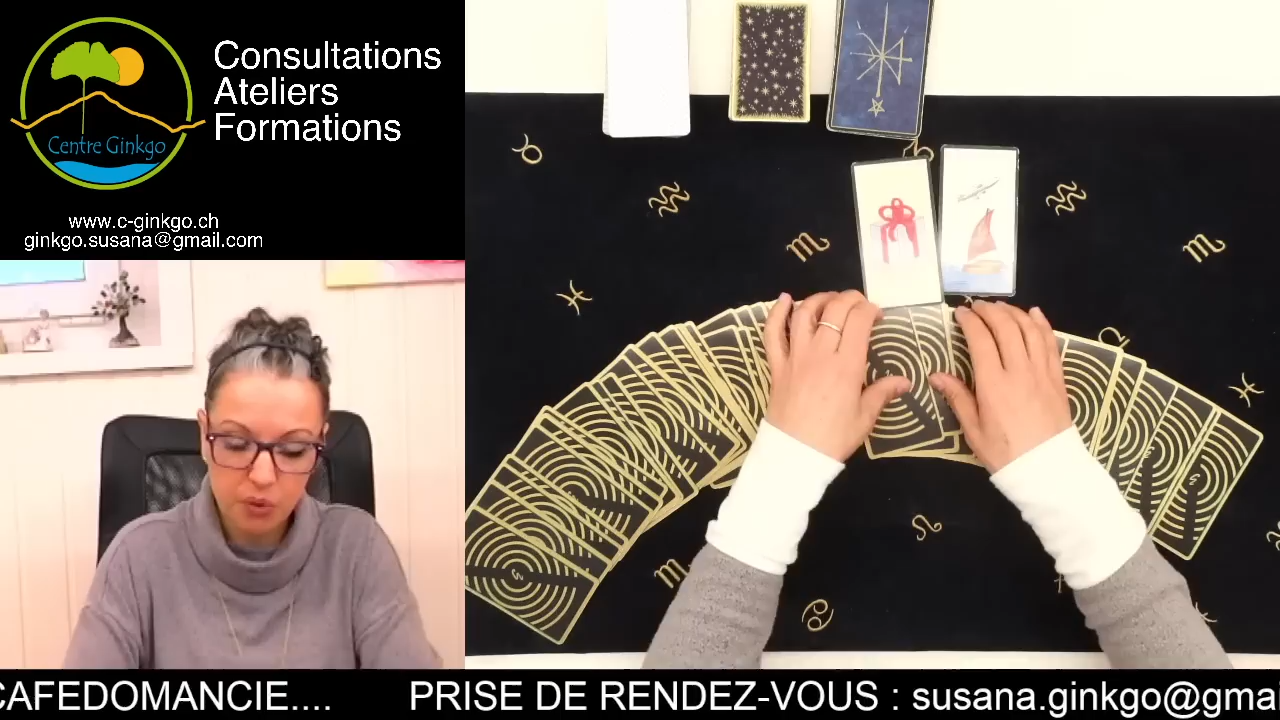 Consultations
Ateliers
Formations
Centre Ginkgo
www.c-ginkgo.ch
ginkgo.susana@gmail.com
CAFEDOMANCIE.... PRISE DE RENDEZ-VOUS : susana.ginkgo@gma